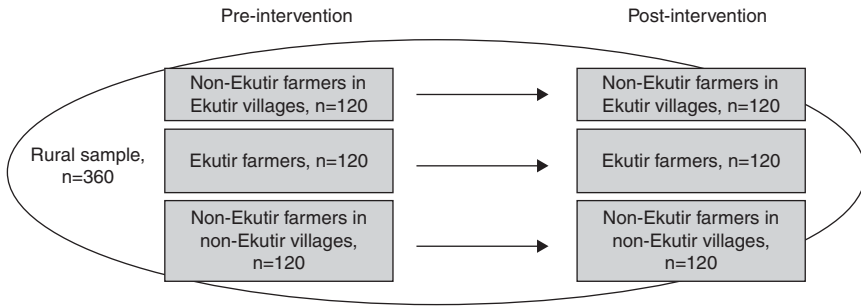 Pre-intervention
Post-intervention
Non-Ekutir farmers in
Ekutir villages, n=120
Non-Ekutir farmers in
Ekutir villages, n=120
Rural sample,
n=360
Ekutir farmers, n=120
Ekutir farmers, n=120
Non-Ekutir farmers in
non-Ekutir villages,
n=120
Non-Ekutir farmers in
non-Ekutir villages,
n=120